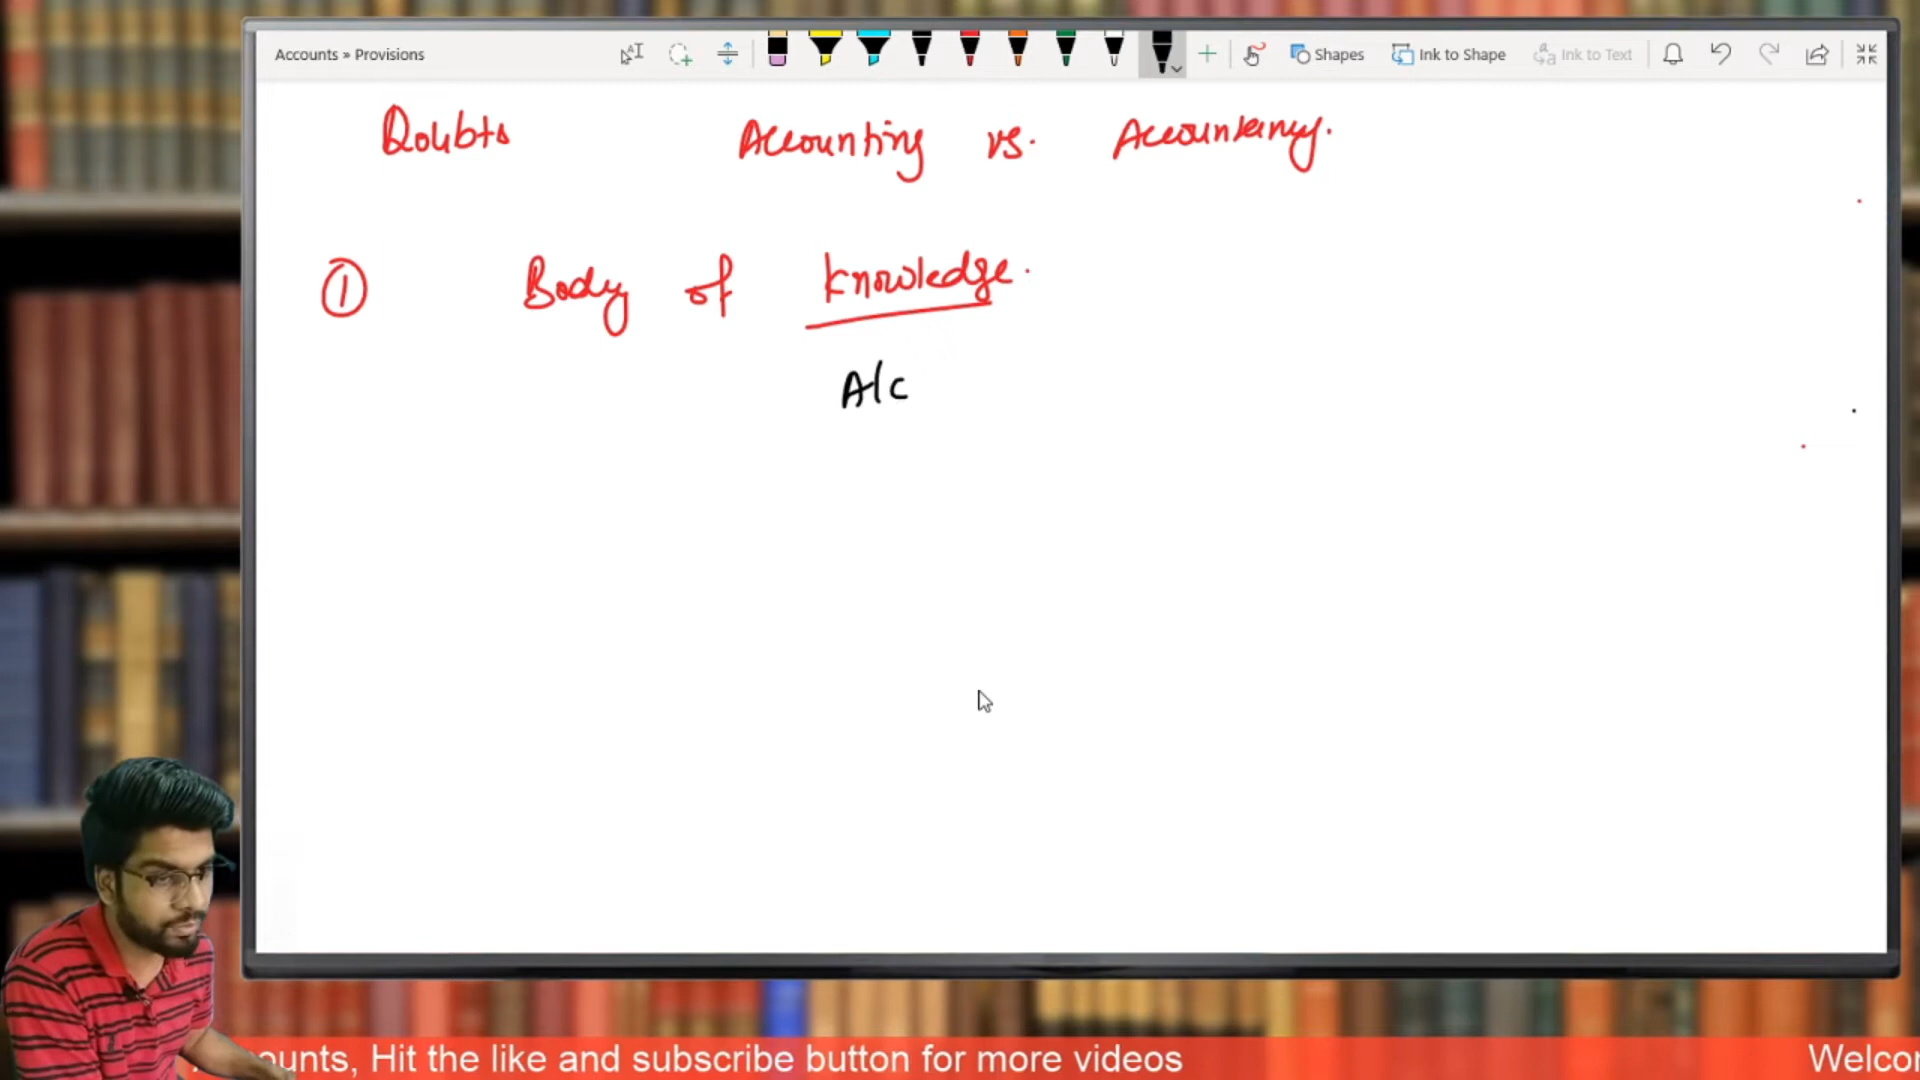 Accounts » Provisions Shapes Ink to Shape Ink to Text
Doubts Accounting vs. Accountancy.
① Body of knowledge.
A/c
ounts, Hit the like and subscribe button for more videos Welco